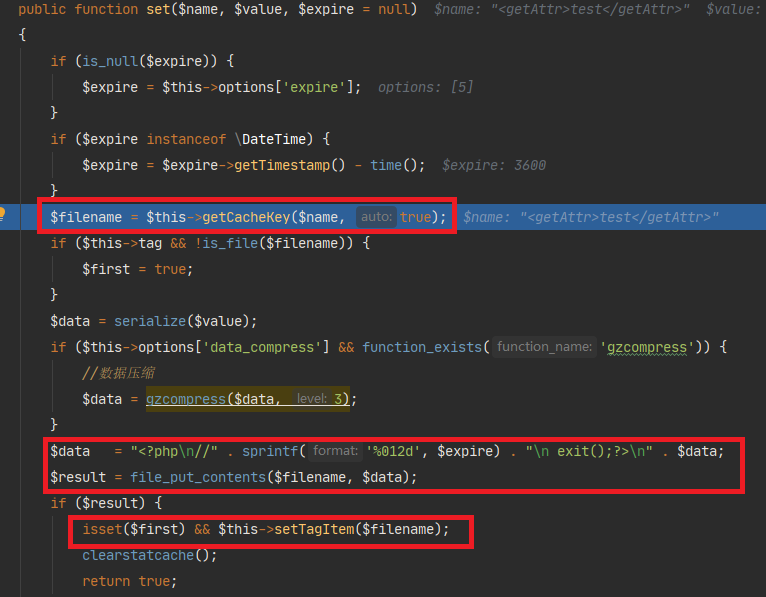 public function set($name, $value, $expire = null)   $name: "<getAttr>test</getAttr>"  $value:
{
    if (is_null($expire)) {
        $expire = $this->options['expire'];  options: [5]
    }
    if ($expire instanceof \DateTime) {
        $expire = $expire->getTimestamp() - time();  $expire: 3600
    }
    $filename = $this->getCacheKey($name, auto: true);  $name: "<getAttr>test</getAttr>"
    if ($this->tag && !is_file($filename)) {
        $first = true;
    }
    $data = serialize($value);
    if ($this->options['data_compress'] && function_exists( function_name: 'gzcompress')) {
        //数据压缩
        $data = gzcompress($data, level: 3);
    }
    $data   = "<?php\n//" . sprintf( format: '%012d', $expire) . "\n exit();?>\n" . $data;
    $result = file_put_contents($filename, $data);
    if ($result) {
        isset($first) && $this->setTagItem($filename);
        clearstatcache();
        return true;